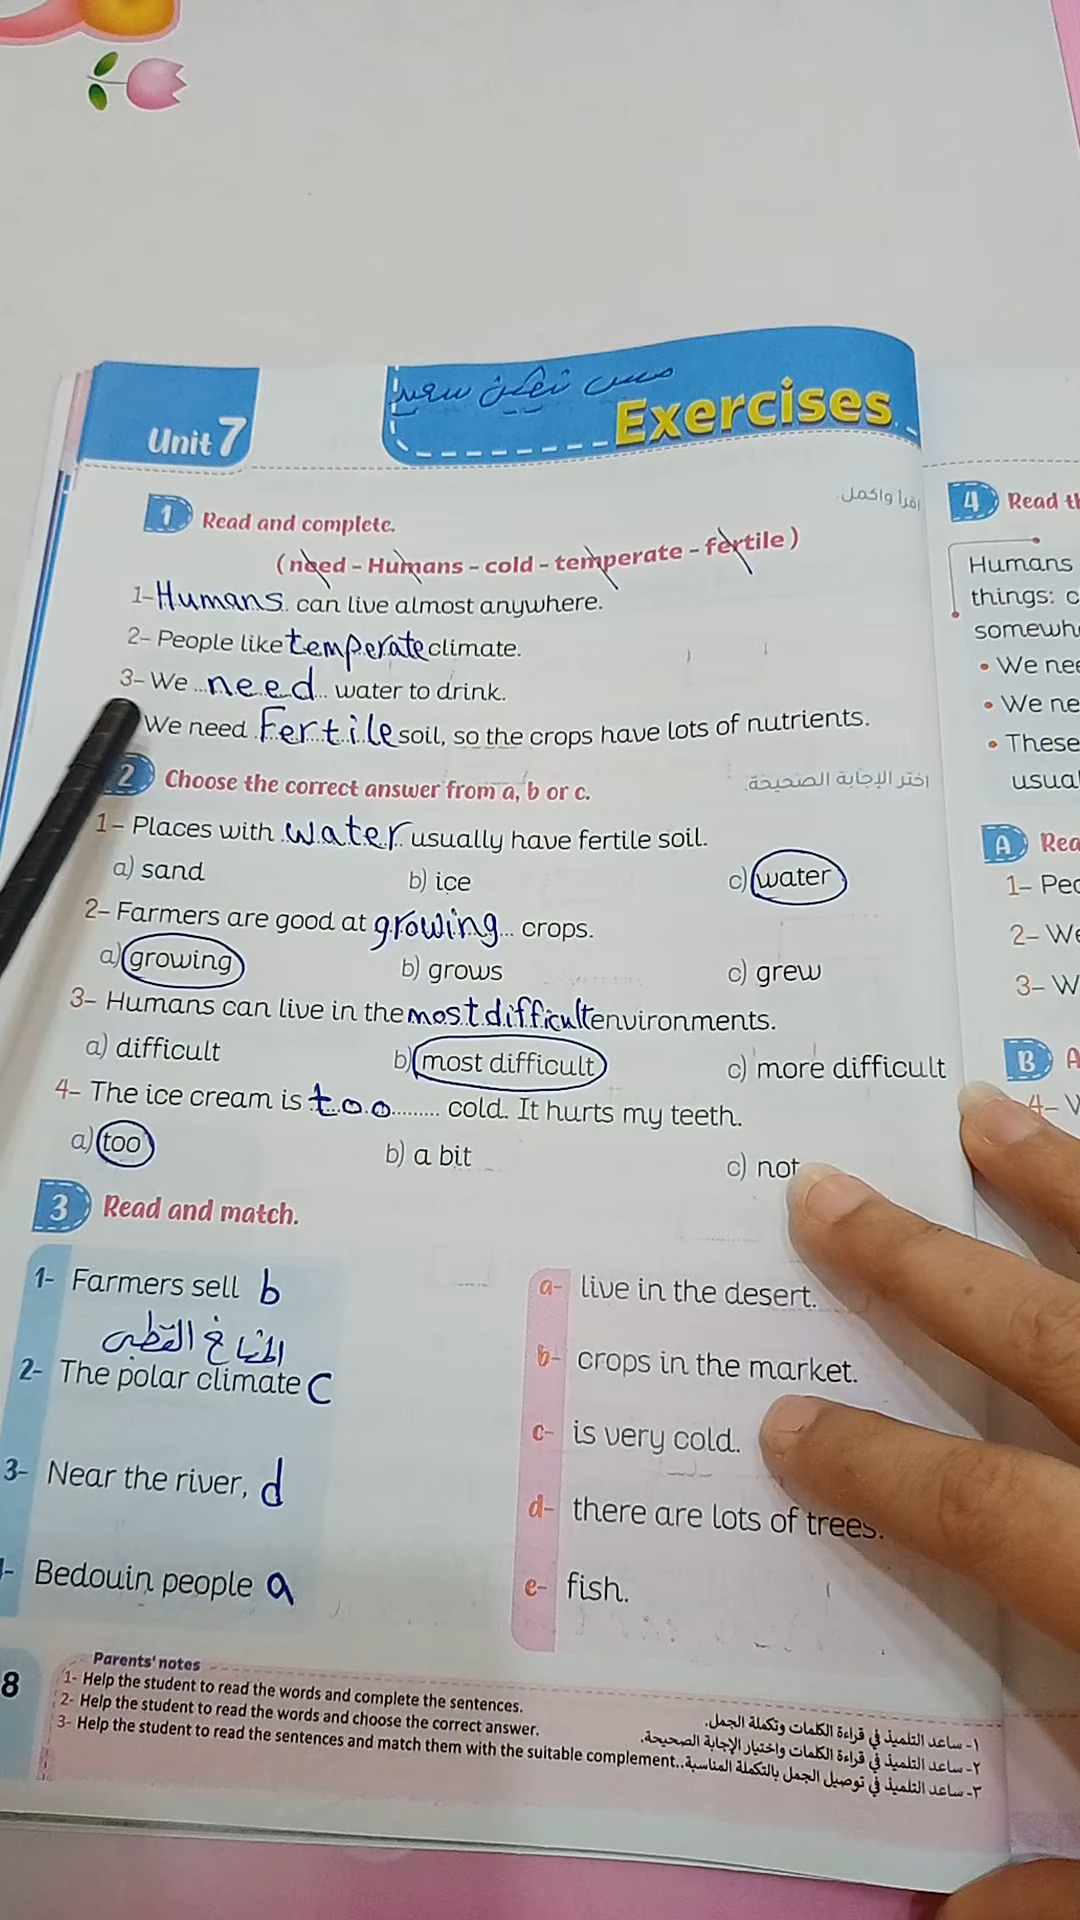 مس نيفين سعيد
Unit 7
Exercises
1 Read and complete.
اقرأ وأكمل.
(need - Humans - cold - temperate - fertile)
1- Humans can live almost anywhere.
2- People like temperate climate.
3- We ... need ... water to drink.
We need Fertile soil, so the crops have lots of nutrients.
2 Choose the correct answer from a, b or c.
اختر الإجابة الصحيحة.
1- Places with water usually have fertile soil.
a) sand b) ice c) water
2- Farmers are good at growing ... crops.
a) growing b) grows c) grew
3- Humans can live in the most difficult environments.
a) difficult b) most difficult c) more difficult
4- The ice cream is too ......... cold. It hurts my teeth.
a) too b) a bit c) not
3 Read and match.
1- Farmers sell b
المناخ القطبى
2- The polar climate C
3- Near the river, d
- Bedouin people a
a- live in the desert.
b- crops in the market.
c- is very cold.
d- there are lots of trees.
e- fish.
8
Parents' notes
1- Help the student to read the words and complete the sentences.
2- Help the student to read the words and choose the correct answer.
3- Help the student to read the sentences and match them with the suitable complement.
١- ساعد التلميذ في قراءة الكلمات وتكملة الجمل.
٢- ساعد التلميذ في قراءة الكلمات واختيار الإجابة الصحيحة.
٣- ساعد التلميذ في توصيل الجمل بالتكملة المناسبة..
4 Read th
Humans
things: c
somewh
• We nee
• We ne
• These
usual
A Rea
1- Peo
2- We
3- W
B A
4- V